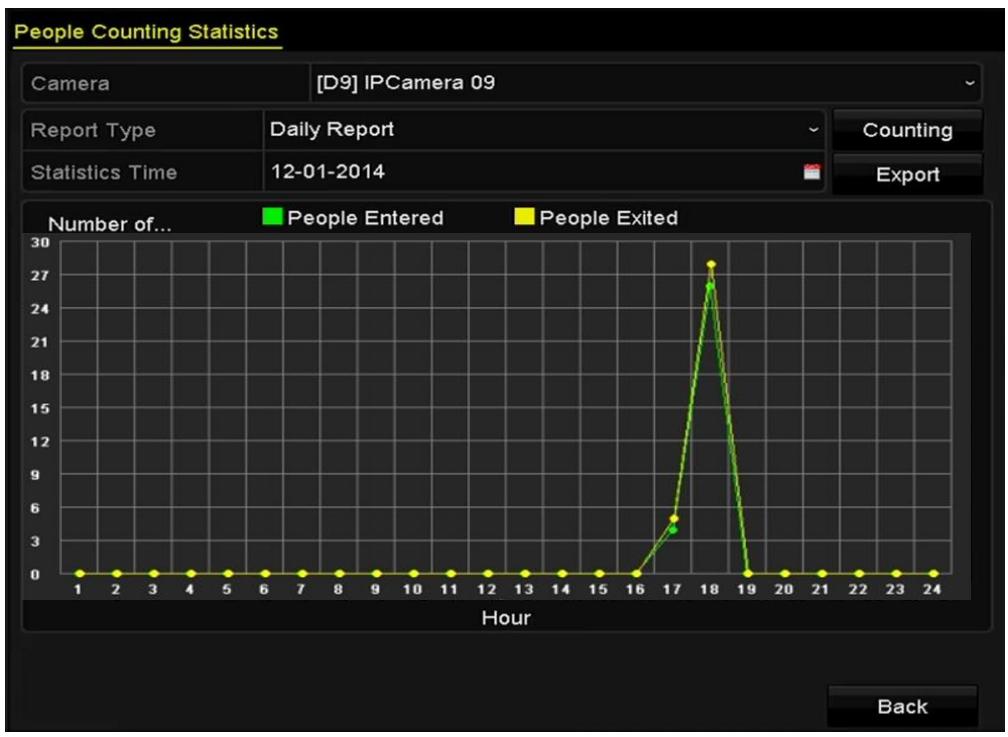 People Counting Statistics
Camera [D9] IPCamera 09
Report Type Daily Report Counting
Statistics Time 12-01-2014 Export
Number of... People Entered People Exited
30
27
24
21
18
15
12
9
6
3
0
1 2 3 4 5 6 7 8 9 10 11 12 13 14 15 16 17 18 19 20 21 22 23 24
Hour
Back